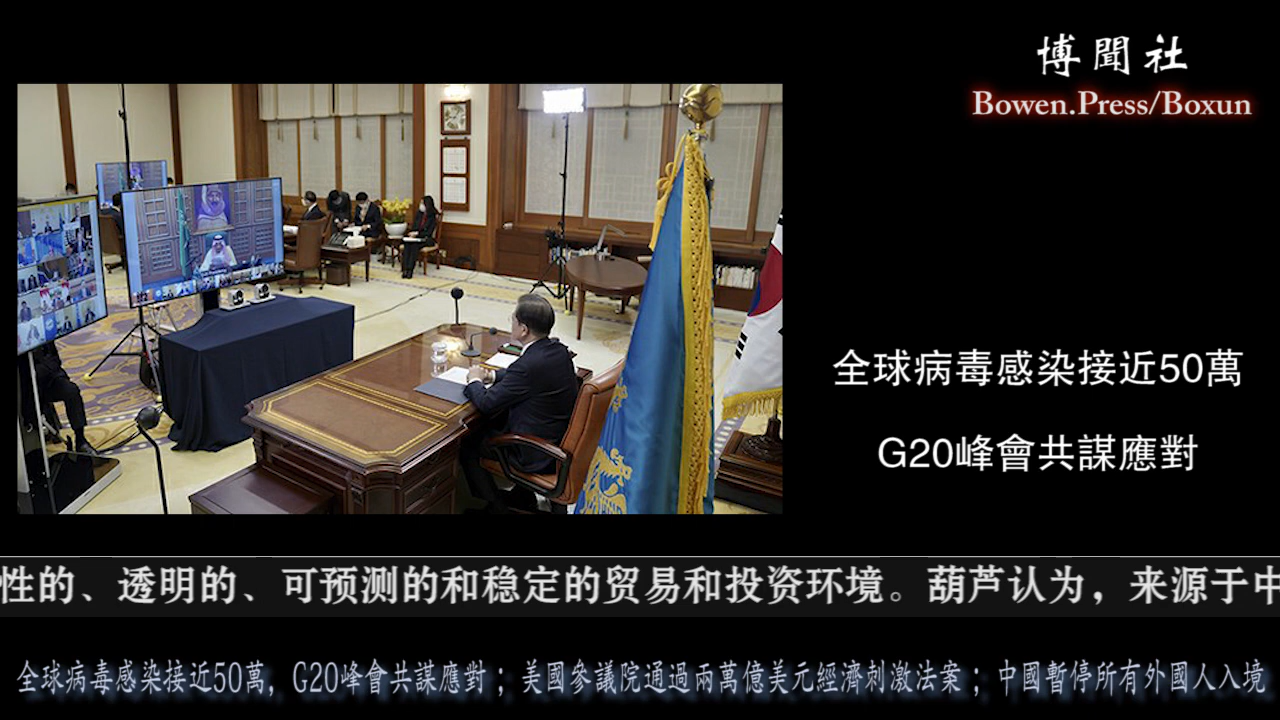 博聞社
Bowen.Press/Boxun
全球病毒感染接近50萬
G20峰會共謀應對
性的、透明的、可预测的和稳定的贸易和投资环境。葫芦认为，来源于中
全球病毒感染接近50萬，G20峰會共謀應對；美國參議院通過兩萬億美元經濟刺激法案；中國暫停所有外國人入境